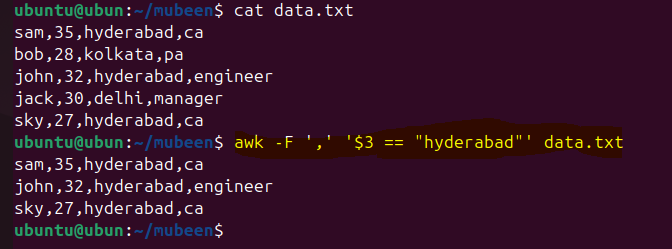 ubuntu@ubun:~/mubeen$ cat data.txt
sam,35,hyderabad,ca
bob,28,kolkata,pa
john,32,hyderabad,engineer
jack,30,delhi,manager
sky,27,hyderabad,ca
ubuntu@ubun:~/mubeen$ awk -F ',' '$3 == "hyderabad"' data.txt
sam,35,hyderabad,ca
john,32,hyderabad,engineer
sky,27,hyderabad,ca
ubuntu@ubun:~/mubeen$